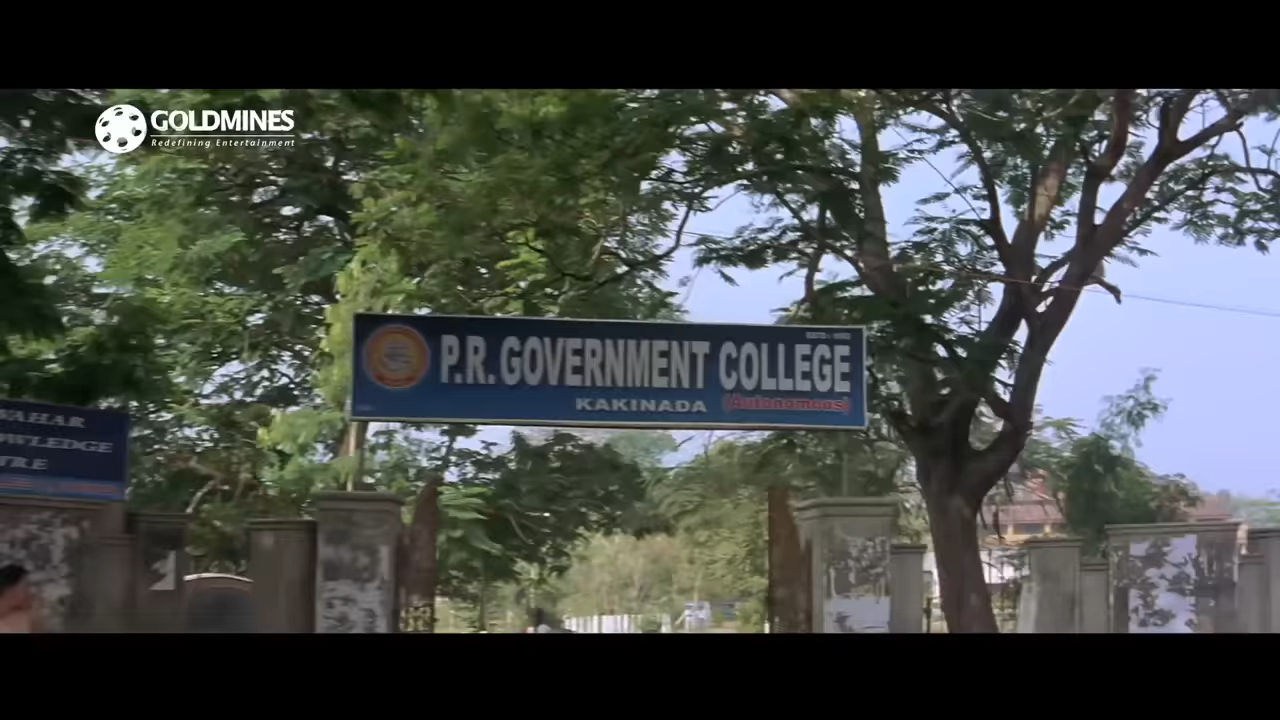 GOLDMINES
Redefining Entertainment
P.R. GOVERNMENT COLLEGE
KAKINADA (Autonomous)
WAHAR
OWLEDGE
TRE